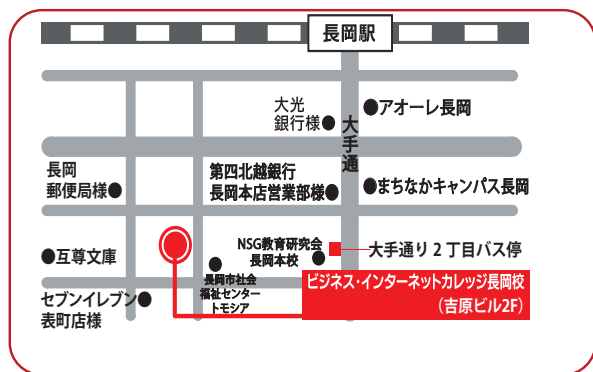 長岡駅
大光
銀行様
大手通
アオーレ長岡
長岡
郵便局様
第四北越銀行
長岡本店営業部様
まちなかキャンパス長岡
互尊文庫
NSG教育研究会
長岡本校
大手通り2丁目バス停
長岡市社会
福祉センター
トモシア
セブンイレブン
表町店様
ビジネス・インターネットカレッジ長岡校
(吉原ビル2F)